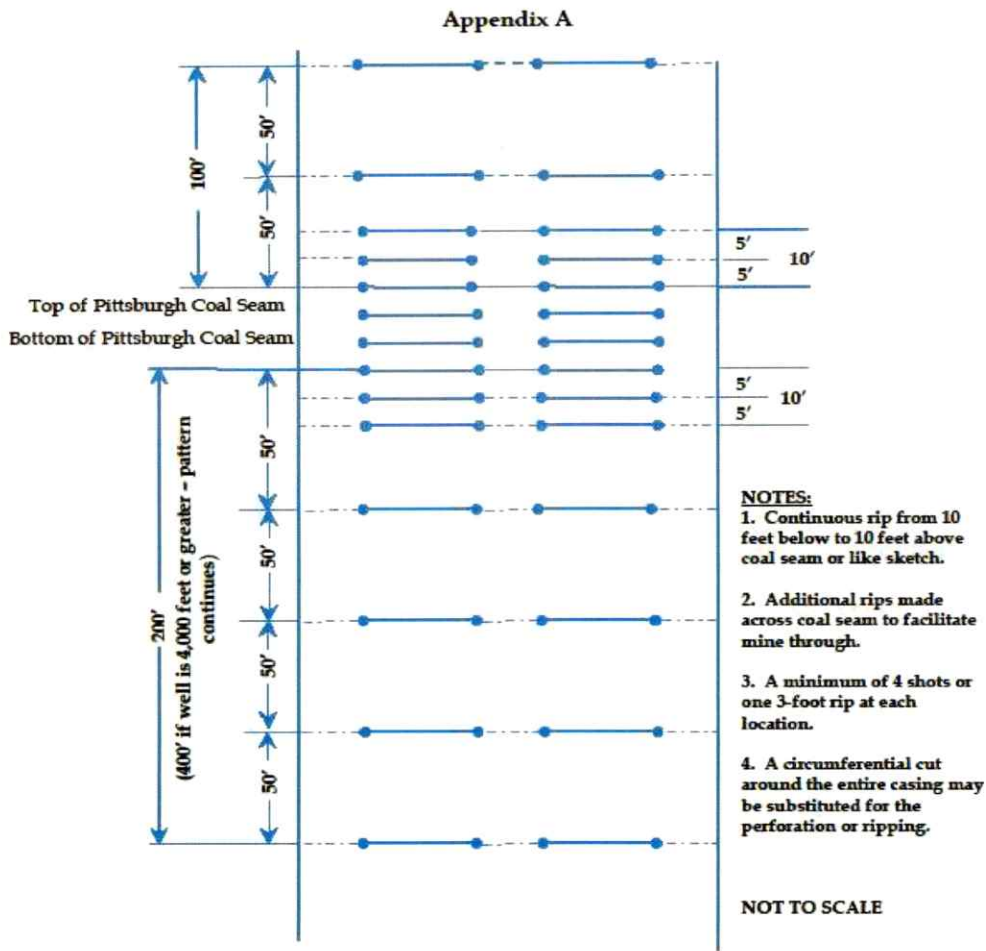 Appendix A
50'
100'
50'
5'
10'
5'
Top of Pittsburgh Coal Seam
Bottom of Pittsburgh Coal Seam
5'
10'
5'
50'
200'
(400' if well is 4,000 feet or greater – pattern
continues)
50'
50'
50'
NOTES:
1. Continuous rip from 10
feet below to 10 feet above
coal seam or like sketch.
2. Additional rips made
across coal seam to facilitate
mine through.
3. A minimum of 4 shots or
one 3-foot rip at each
location.
4. A circumferential cut
around the entire casing may
be substituted for the
perforation or ripping.
NOT TO SCALE